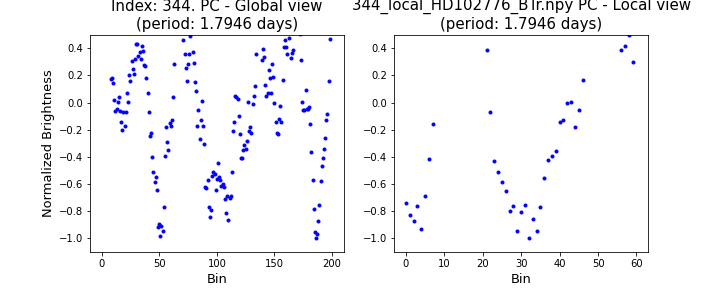 Index: 344. PC - Global view
(period: 1.7946 days)
344_local_HD102776_BTr.npy PC - Local view
(period: 1.7946 days)
Normalized Brightness
0.4
0.2
0.0
−0.2
−0.4
−0.6
−0.8
−1.0
0 50 100 150 200
Bin
0.4
0.2
0.0
−0.2
−0.4
−0.6
−0.8
−1.0
0 10 20 30 40 50 60
Bin